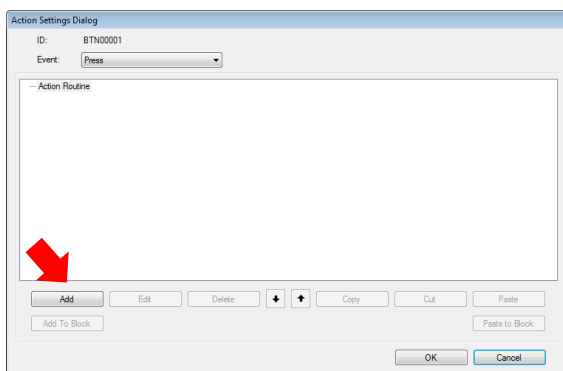 Action Settings Dialog
ID: BTN00001
Event: Press
Action Routine
Add Edit Delete Copy Cut Paste
Add To Block Paste to Block
OK Cancel